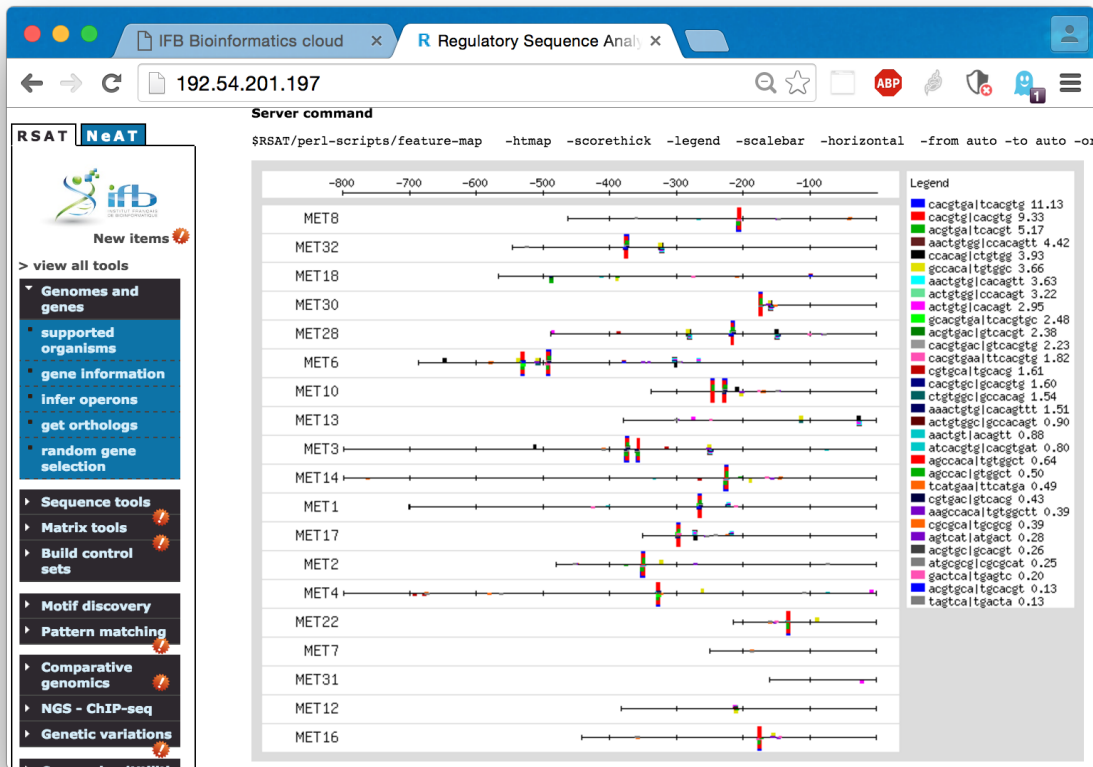 IFB Bioinformatics cloud ×
R Regulatory Sequence Anal ×
192.54.201.197
ABP
1
RSAT NeAT
ifb
INSTITUT FRANÇAIS
DE BIOINFORMATIQUE
New items
> view all tools
Genomes and
genes
supported
organisms
gene information
infer operons
get orthologs
random gene
selection
Sequence tools
Matrix tools
Build control
sets
Motif discovery
Pattern matching
Comparative
genomics
NGS - ChIP-seq
Genetic variations
Server command
$RSAT/perl-scripts/feature-map -htmap -scorethick -legend -scalebar -horizontal -from auto -to auto
-800 -700 -600 -500 -400 -300 -200 -100
MET8
MET32
MET18
MET30
MET28
MET6
MET10
MET13
MET3
MET14
MET1
MET17
MET2
MET4
MET22
MET7
MET31
MET12
MET16
Legend
cacgtga|tcacgtg 11.13
cacgtg|cacgtg 9.33
acgtga|tcacgt 5.17
aactgtgg|ccacagtt 4.42
ccacag|ctgtgg 3.93
gccaca|tgtggc 3.66
aactgtg|cacagtt 3.63
actgtgg|ccacagt 3.22
actgtg|cacagt 2.95
gcacgtga|tcacgtgc 2.48
acgtgac|gtcacgt 2.38
cacgtgac|gtcacgtg 2.23
cacgtgaa|ttcacgtg 1.82
cgtgca|tgcacg 1.61
cacgtgc|gcacgtg 1.60
ctgtggc|gccacag 1.54
aaactgtg|cacagttt 1.51
actgtggc|gccacagt 0.90
aactgt|acagtt 0.88
atcacgtg|cacgtgat 0.80
agccaca|tgtggct 0.64
agccac|gtggct 0.50
tcatgaa|ttcatga 0.49
cgtgac|gtcacg 0.43
aagccaca|tgtggctt 0.39
cgcgca|tgcgcg 0.39
agtcat|atgact 0.28
acgtgc|gcacgt 0.26
atgcgcg|cgcgcat 0.25
gactca|tgagtc 0.20
acgtgca|tgcacgt 0.13
tagtca|tgacta 0.13